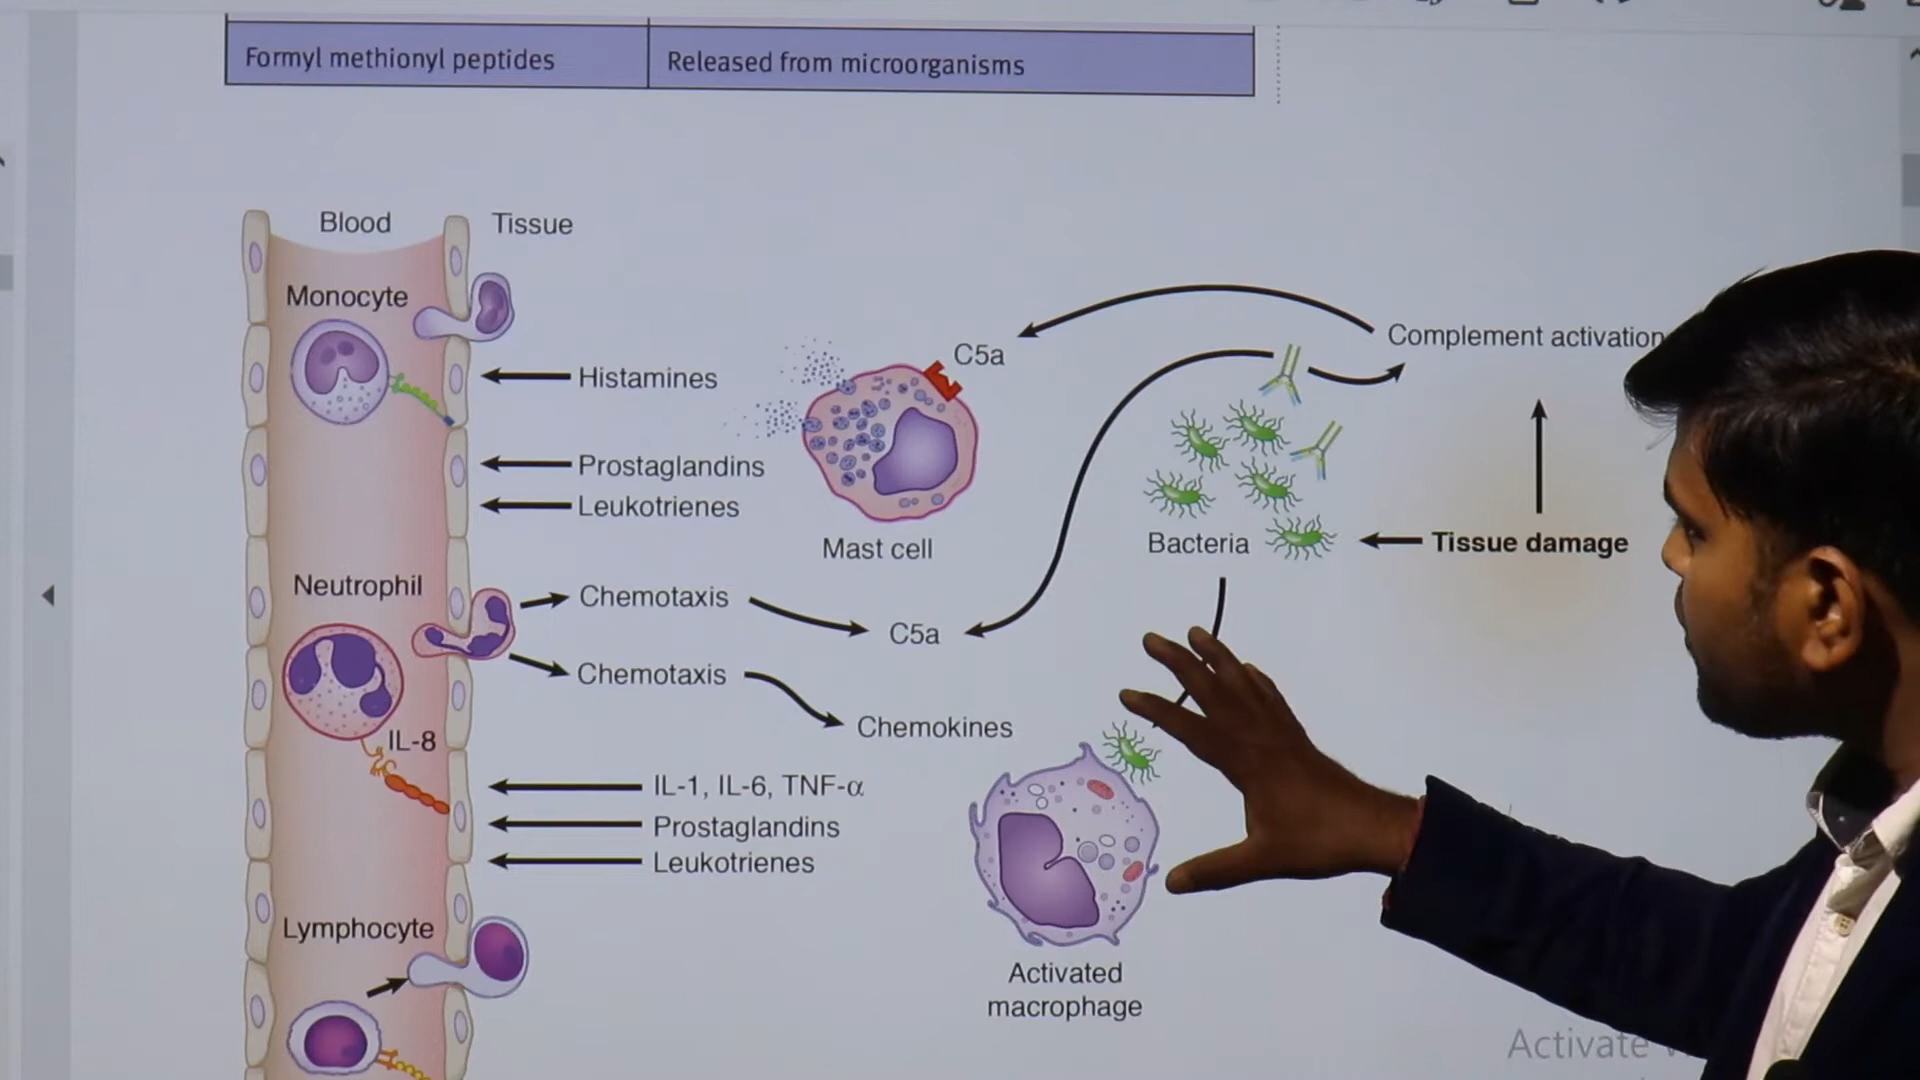 Formyl methionyl peptides
Released from microorganisms
Blood
Tissue
Monocyte
Histamines
C5a
Complement activation
Prostaglandins
Leukotrienes
Mast cell
Bacteria
Tissue damage
Neutrophil
Chemotaxis
C5a
Chemotaxis
Chemokines
IL-8
IL-1, IL-6, TNF-α
Prostaglandins
Leukotrienes
Lymphocyte
Activated
macrophage
Activate